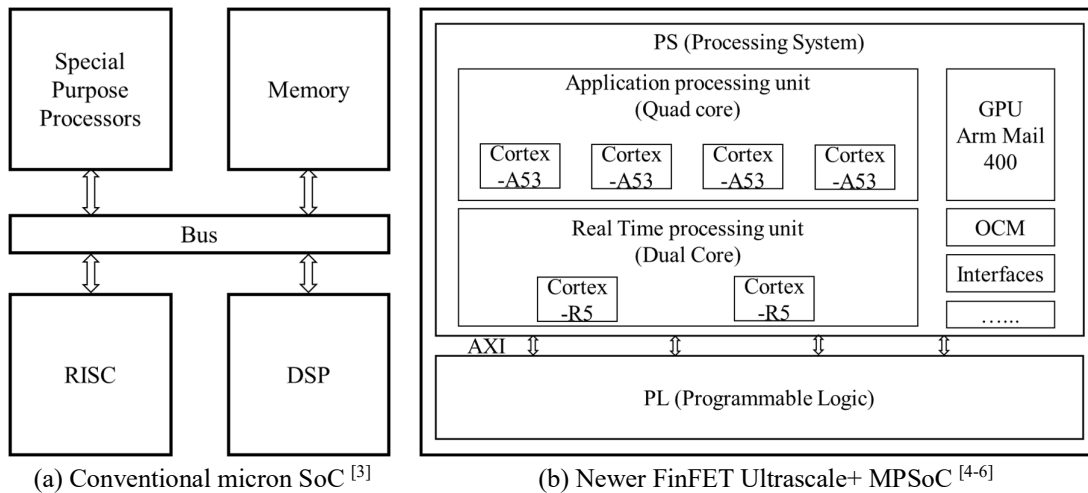 Special
Purpose
Processors
Memory
Bus
RISC
DSP
(a) Conventional micron SoC [3]
PS (Processing System)
Application processing unit
(Quad core)
Cortex
-A53
Cortex
-A53
Cortex
-A53
Cortex
-A53
GPU
Arm Mail
400
Real Time processing unit
(Dual Core)
Cortex
-R5
Cortex
-R5
OCM
Interfaces
…...
AXI
PL (Programmable Logic)
(b) Newer FinFET Ultrascale+ MPSoC [4-6]